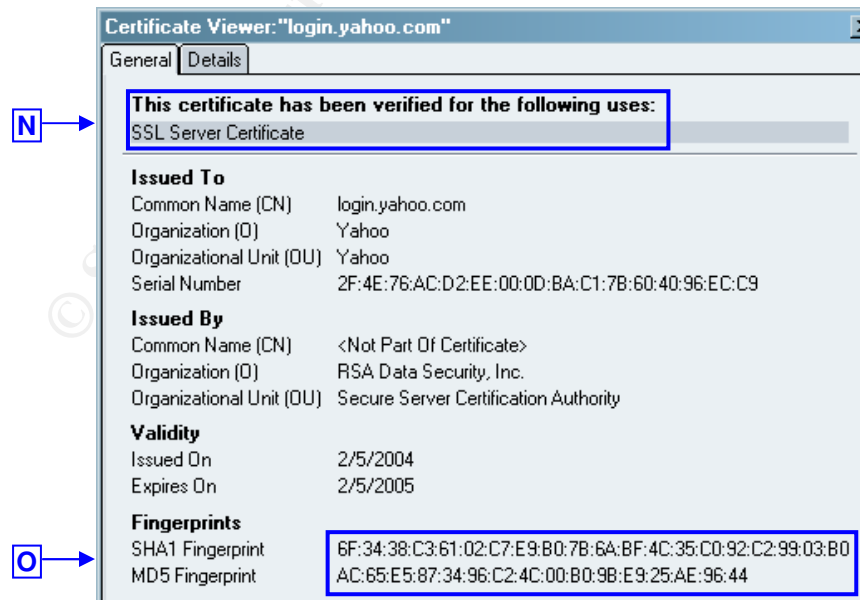 Certificate Viewer:"login.yahoo.com"
General Details
N
This certificate has been verified for the following uses:
SSL Server Certificate
Issued To
Common Name (CN) login.yahoo.com
Organization (O) Yahoo
Organizational Unit (OU) Yahoo
Serial Number 2F:4E:76:AC:D2:EE:00:0D:BA:C1:7B:60:40:96:EC:C9
Issued By
Common Name (CN) <Not Part Of Certificate>
Organization (O) RSA Data Security, Inc.
Organizational Unit (OU) Secure Server Certification Authority
Validity
Issued On 2/5/2004
Expires On 2/5/2005
Fingerprints
SHA1 Fingerprint 6F:34:38:C3:61:02:C7:E9:B0:7B:6A:BF:4C:35:C0:92:C2:99:03:B0
O
MD5 Fingerprint AC:65:E5:87:34:96:C2:4C:00:B0:9B:E9:25:AE:96:44